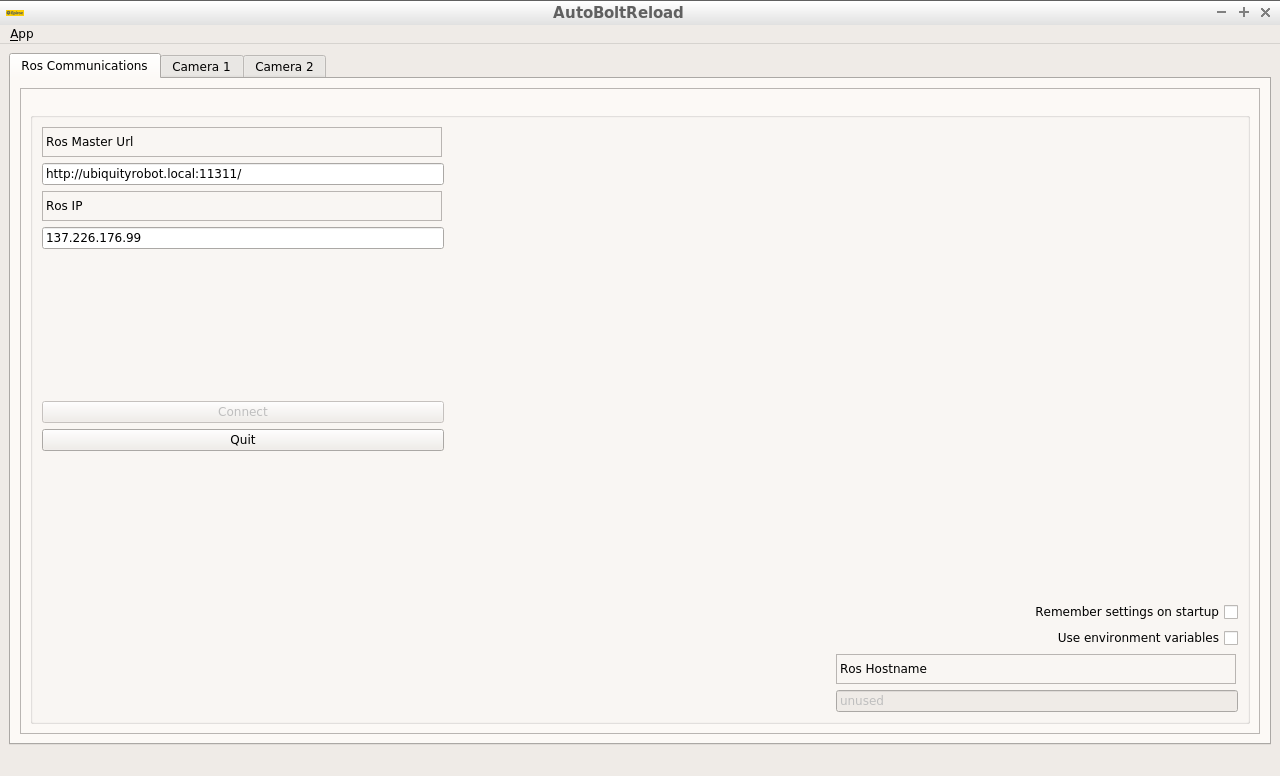 AutoBoltReload
App
Ros Communications
Camera 1
Camera 2
Ros Master Url
http://ubiquityrobot.local:11311/
Ros IP
137.226.176.99
Connect
Quit
Remember settings on startup
Use environment variables
Ros Hostname
unused